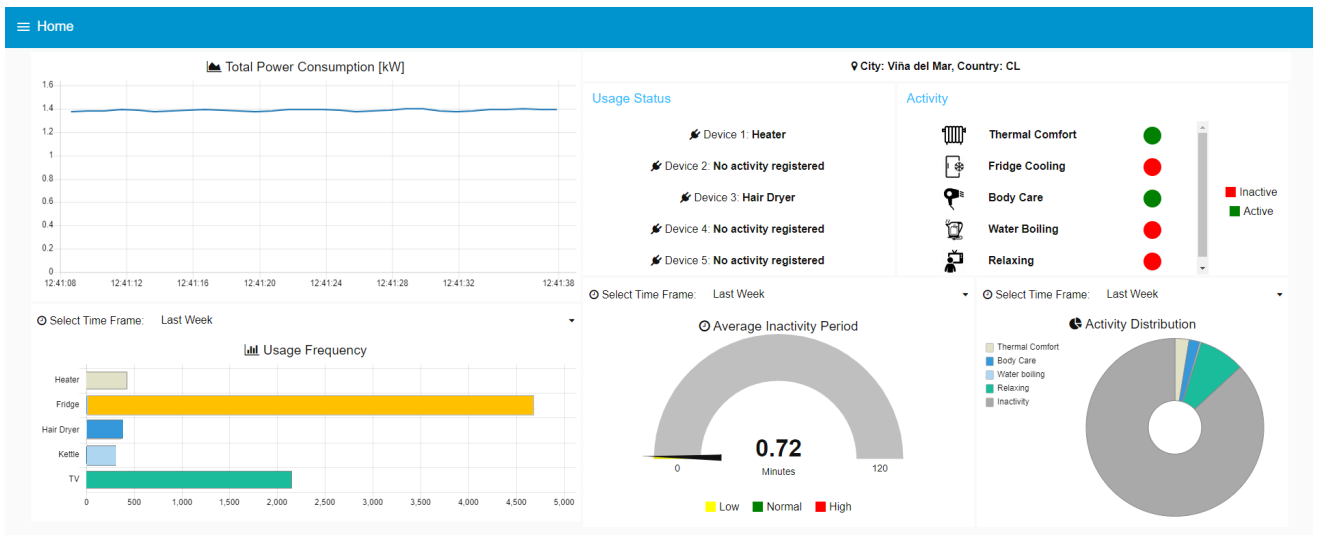 Home
Total Power Consumption [kW]
1.6
1.4
1.2
1
0.8
0.6
0.4
0.2
0
12:41:08 12:41:12 12:41:16 12:41:20 12:41:24 12:41:28 12:41:32 12:41:38
City: Viña del Mar, Country: CL
Usage Status
Device 1: Heater
Device 2: No activity registered
Device 3: Hair Dryer
Device 4: No activity registered
Device 5: No activity registered
Activity
Thermal Comfort
Fridge Cooling
Body Care
Water Boiling
Relaxing
Inactive
Active
Select Time Frame: Last Week
Usage Frequency
Heater
Fridge
Hair Dryer
Kettle
TV
0 500 1,000 1,500 2,000 2,500 3,000 3,500 4,000 4,500 5,000
Select Time Frame: Last Week
Average Inactivity Period
0.72
Minutes
0 120
Low Normal High
Select Time Frame: Last Week
Activity Distribution
Thermal Comfort
Body Care
Water boiling
Relaxing
Inactivity